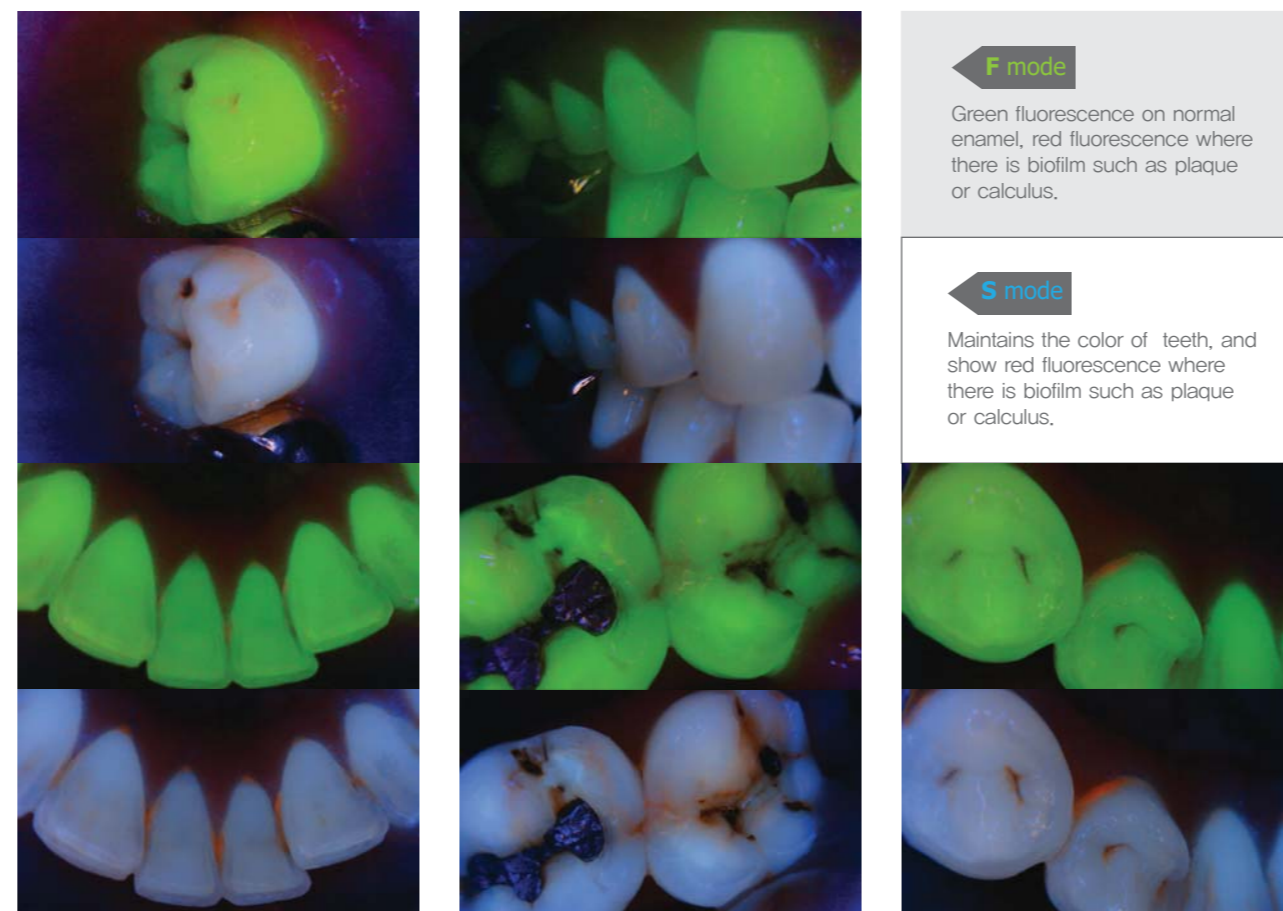 F mode
Green fluorescence on normal
enamel, red fluorescence where
there is biofilm such as plaque
or calculus.
S mode
Maintains the color of teeth, and
show red fluorescence where
there is biofilm such as plaque
or calculus.